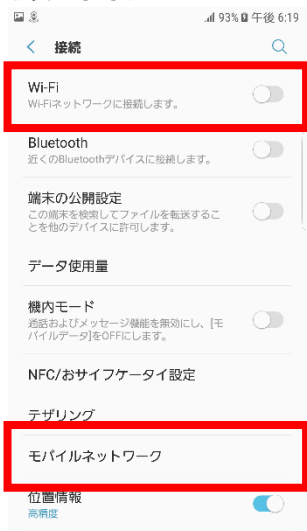 93% 午後 6:19
接続
Wi-Fi
Wi-Fiネットワークに接続します。
Bluetooth
近くのBluetoothデバイスに接続します。
端末の公開設定
この端末を検索してファイルを転送するこ
とを他のデバイスに許可します。
データ使用量
機内モード
通話およびメッセージ機能を無効にし、[モ
バイルデータ]をOFFにします。
NFC/おサイフケータイ設定
テザリング
モバイルネットワーク
位置情報
高精度